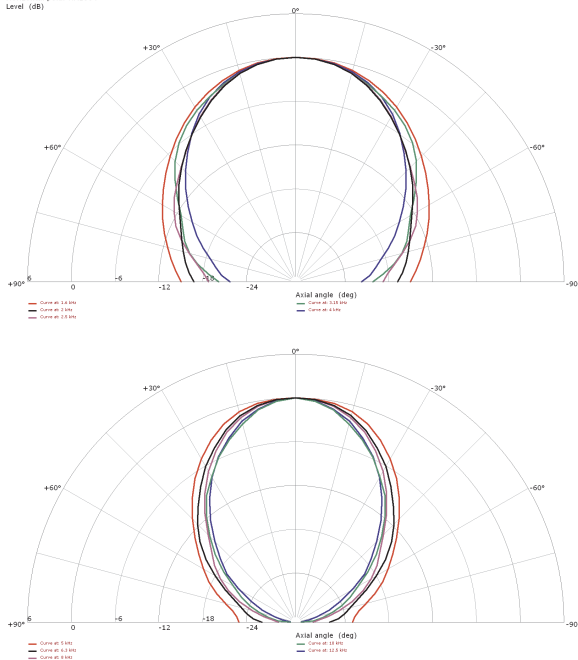 Level (dB)
0°
+30° -30°
+60° -60°
+90° 6 0 -6 -12 -18 -24 -90
Axial angle (deg)
Curve at: 1.6 kHz Curve at: 3.15 kHz
Curve at: 2 kHz Curve at: 4 kHz
Curve at: 2.5 kHz
0°
+30° -30°
+60° -60°
+90° 6 0 -6 -12 -18 -24 -90
Axial angle (deg)
Curve at: 5 kHz Curve at: 10 kHz
Curve at: 6.3 kHz Curve at: 12.5 kHz
Curve at: 8 kHz